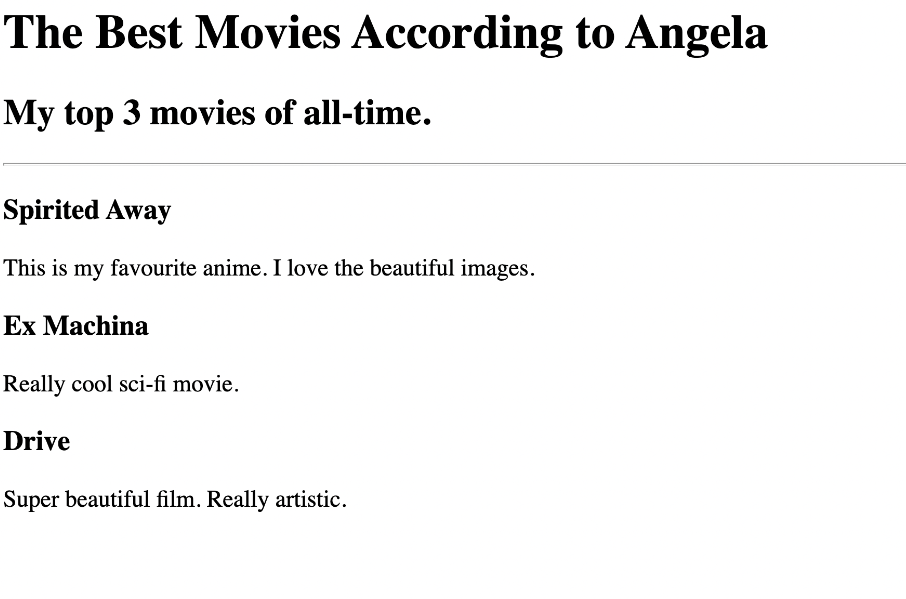 The Best Movies According to Angela
My top 3 movies of all-time.
Spirited Away
This is my favourite anime. I love the beautiful images.
Ex Machina
Really cool sci-fi movie.
Drive
Super beautiful film. Really artistic.